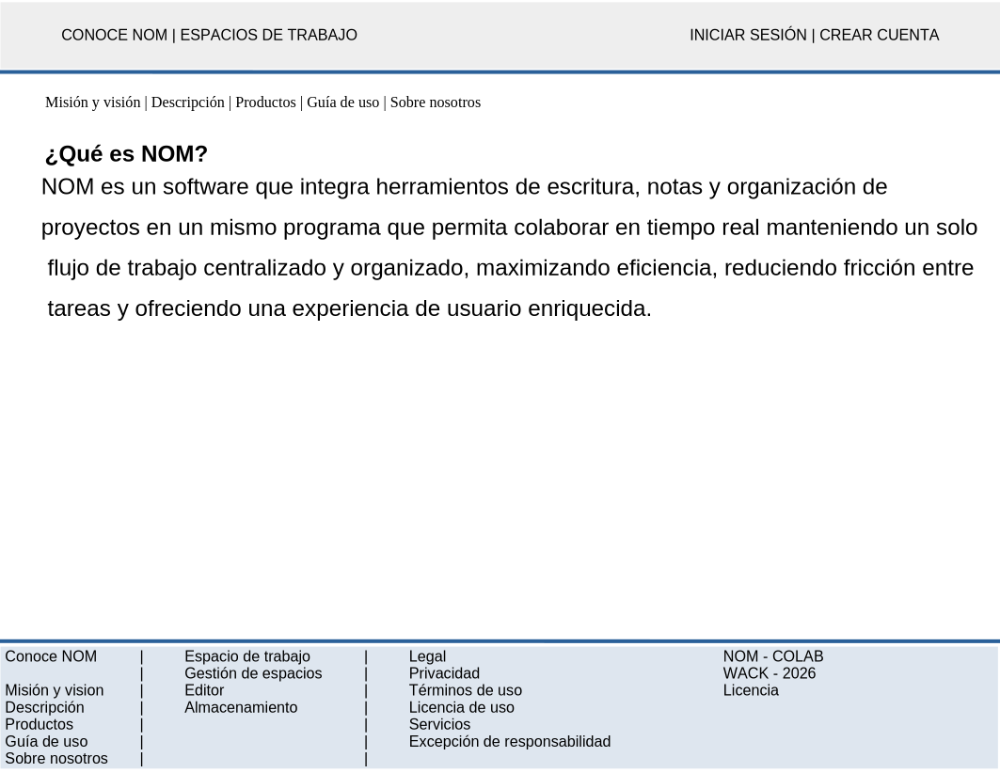 CONOCE NOM | ESPACIOS DE TRABAJO INICIAR SESIÓN | CREAR CUENTA
Misión y visión | Descripción | Productos | Guía de uso | Sobre nosotros
¿Qué es NOM?
NOM es un software que integra herramientos de escritura, notas y organización de
proyectos en un mismo programa que permita colaborar en tiempo real manteniendo un solo
flujo de trabajo centralizado y organizado, maximizando eficiencia, reduciendo fricción entre
tareas y ofreciendo una experiencia de usuario enriquecida.
Conoce NOM | Espacio de trabajo | Legal NOM - COLAB
| Gestión de espacios | Privacidad WACK - 2026
Misión y vision | Editor | Términos de uso Licencia
Descripción | Almacenamiento | Licencia de uso
Productos | | Servicios
Guía de uso | | Excepción de responsabilidad
Sobre nosotros | |